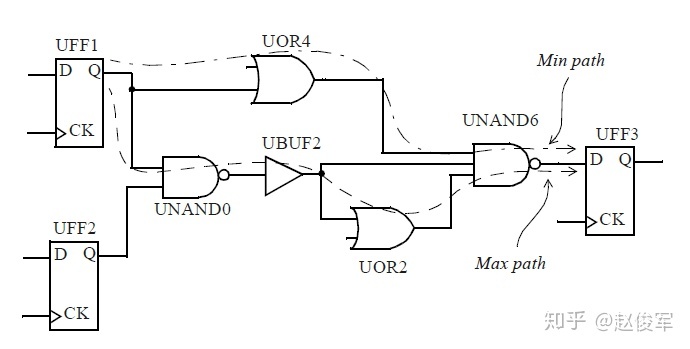 UFF1
D Q
CK
UOR4
Min path
UNAND6
UFF3
D Q
CK
UBUF2
UNAND0
UFF2
D Q
CK
UOR2
Max path
知乎 @赵俊军